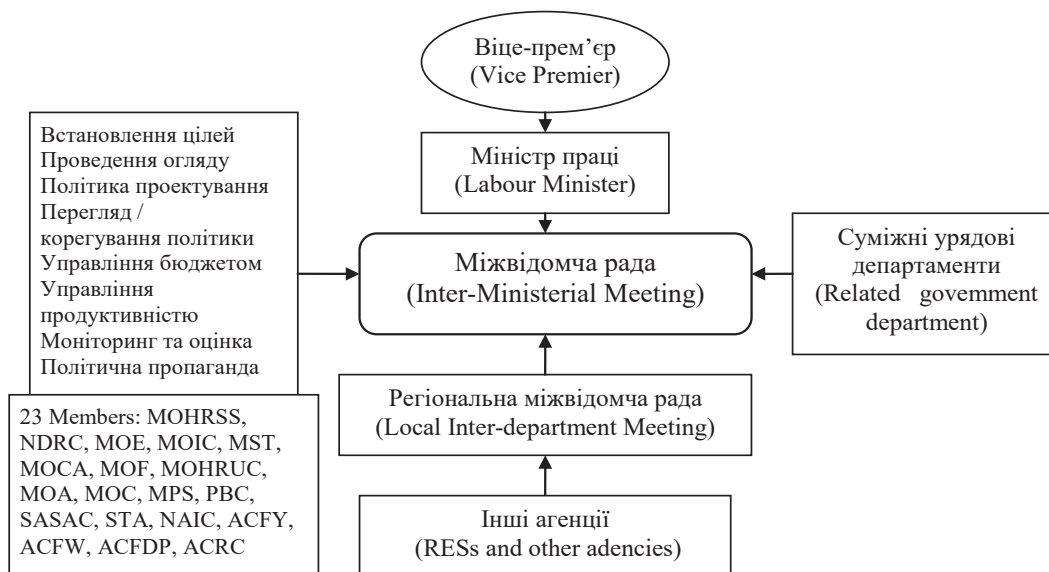 Віце-прем’єр
(Vice Premier)
Міністр праці
(Labour Minister)
Встановлення цілей
Проведення огляду
Політика проектування
Перегляд /
корегування політики
Управління бюджетом
Управління
продуктивністю
Моніторинг та оцінка
Політична пропаганда
Міжвідомча рада
(Inter-Ministerial Meeting)
Суміжні урядові
департаменти
(Related govemment
department)
Регіональна міжвідомча рада
(Local Inter-department Meeting)
23 Members: MOHRSS,
NDRC, MOE, MOIC, MST,
MOCA, MOF, MOHRUC,
MOA, MOC, MPS, PBC,
SASAC, STA, NAIC, ACFY,
ACFW, ACFDP, ACRC
Інші агенції
(RESs and other adencies)